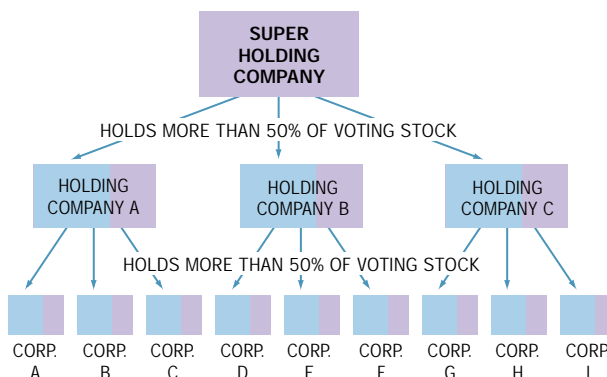 SUPER
HOLDING
COMPANY
HOLDS MORE THAN 50% OF VOTING STOCK
HOLDING
COMPANY A
HOLDING
COMPANY B
HOLDING
COMPANY C
HOLDS MORE THAN 50% OF VOTING STOCK
CORP.
A
CORP.
B
CORP.
C
CORP.
D
CORP.
E
CORP.
F
CORP.
G
CORP.
H
CORP.
I